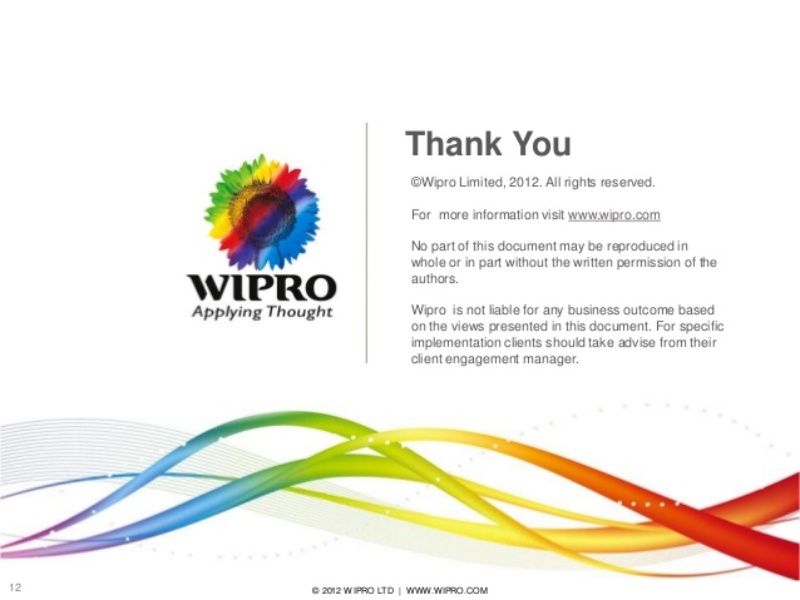 WIPRO
Applying Thought
Thank You
©Wipro Limited, 2012. All rights reserved.
For more information visit www.wipro.com
No part of this document may be reproduced in
whole or in part without the written permission of the
authors.
Wipro is not liable for any business outcome based
on the views presented in this document. For specific
implementation clients should take advise from their
client engagement manager.
12
© 2012 WIPRO LTD | WWW.WIPRO.COM